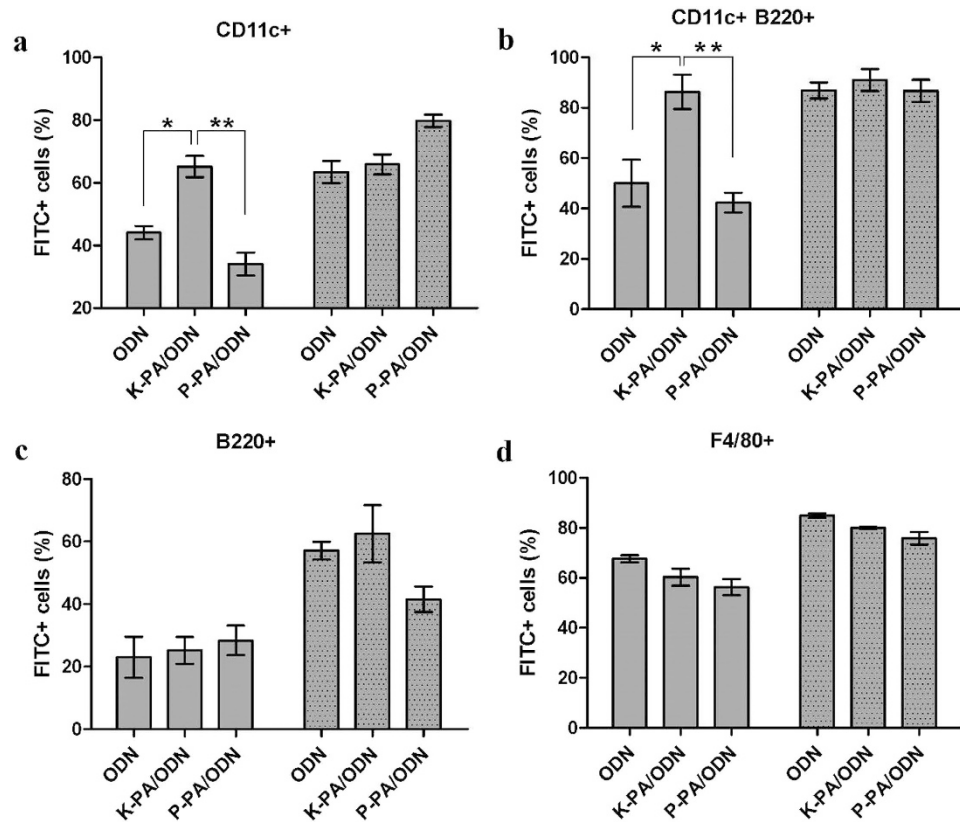 a
CD11c+
FITC+ cells (%)
100
80
60
40
20
* **
ODN
K-PA/ODN
P-PA/ODN
ODN
K-PA/ODN
P-PA/ODN
b
CD11c+ B220+
FITC+ cells (%)
100
80
60
40
20
0
* **
ODN
K-PA/ODN
P-PA/ODN
ODN
K-PA/ODN
P-PA/ODN
c
B220+
FITC+ cells (%)
80
60
40
20
0
ODN
K-PA/ODN
P-PA/ODN
ODN
K-PA/ODN
P-PA/ODN
d
F4/80+
FITC+ cells (%)
100
80
60
40
20
0
ODN
K-PA/ODN
P-PA/ODN
ODN
K-PA/ODN
P-PA/ODN